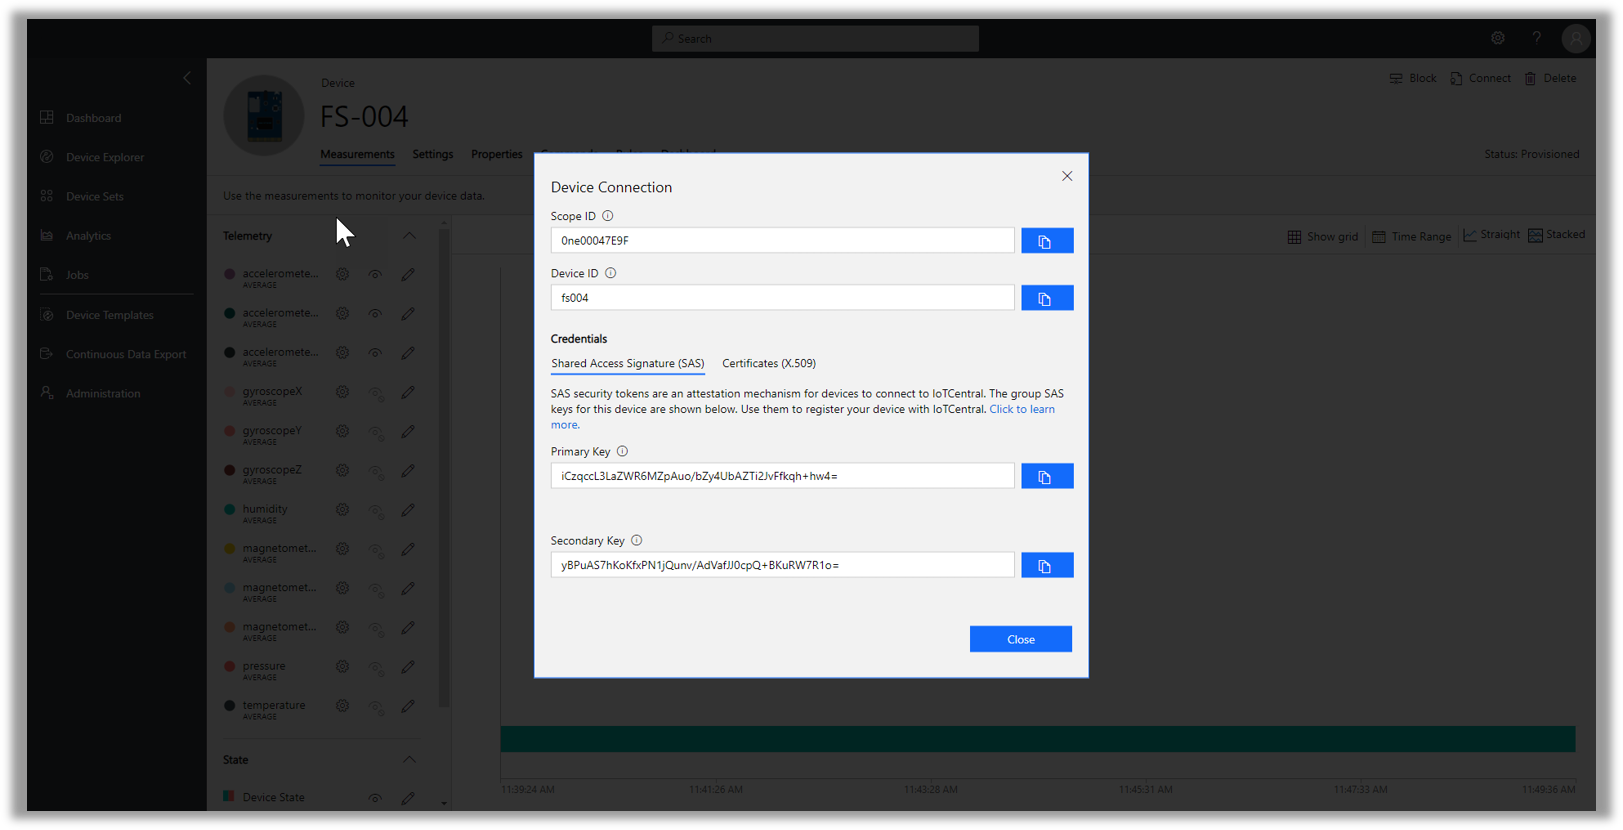 Search
Dashboard
Device Explorer
Device Sets
Analytics
Jobs
Device Templates
Continuous Data Export
Administration
Device
FS-004
Block
Connect
Delete
Measurements
Settings
Properties
Status: Provisioned
Use the measurements to monitor your device data.
Telemetry
acceleromete...
AVERAGE
acceleromete...
AVERAGE
acceleromete...
AVERAGE
gyroscopeX
AVERAGE
gyroscopeY
AVERAGE
gyroscopeZ
AVERAGE
humidity
AVERAGE
magnetomet...
AVERAGE
magnetomet...
AVERAGE
magnetomet...
AVERAGE
pressure
AVERAGE
temperature
AVERAGE
State
Device State
Show grid
Time Range
Straight
Stacked
Device Connection
Scope ID
0ne00047E9F
Device ID
fs004
Credentials
Shared Access Signature (SAS)
Certificates (X.509)
SAS security tokens are an attestation mechanism for devices to connect to IoTCentral. The group SAS
keys for this device are shown below. Use them to register your device with IoTCentral. Click to learn
more.
Primary Key
iCzqccL3LaZWR6MZpAuo/bZy4UbAZTi2JvFfkqh+hw4=
Secondary Key
yBPuAS7hKoKfxPN1jQunv/AdVafJJ0cpQ+BKuRW7R1o=
Close
11:39:24 AM
11:41:26 AM
11:43:28 AM
11:45:31 AM
11:47:33 AM
11:49:36 AM